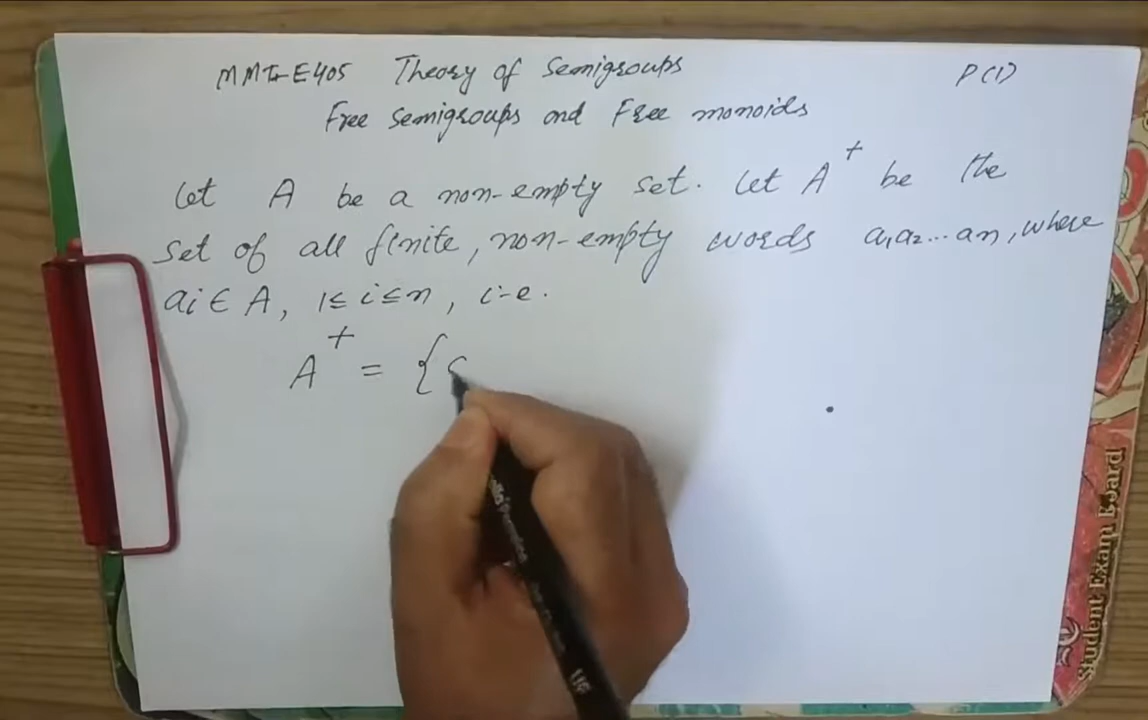 MMT-E405 Theory of Semigroups P(1)
Free Semigroups and Free monoids
Let A be a non-empty set. Let A⁺ be the
set of all finite, non-empty words a₁a₂...an, where
ai ∈ A, 1≤ i ≤ n, i-e.
A⁺ = {
Student Exam Board